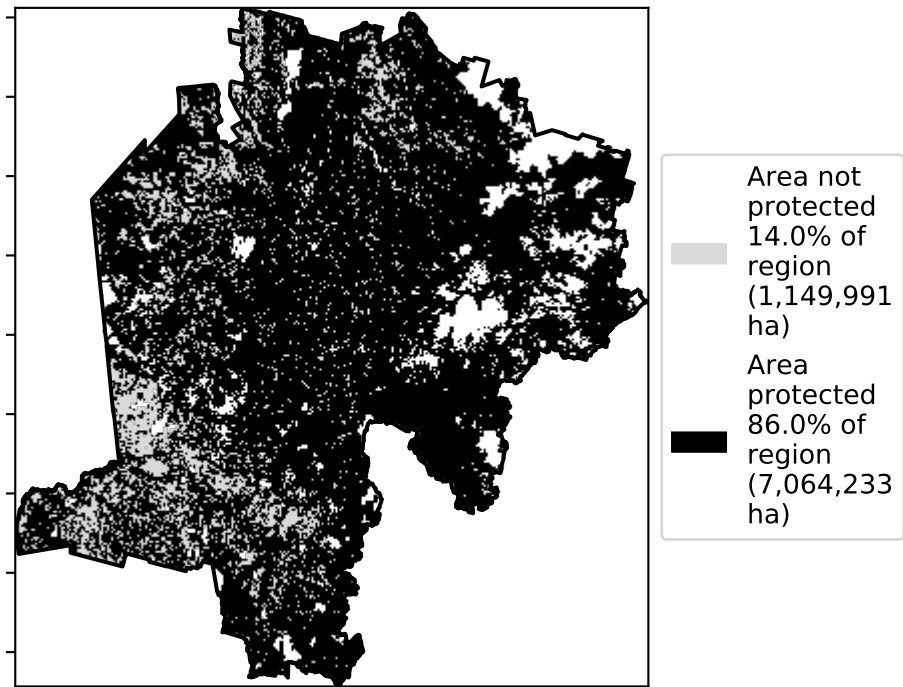 Area not
protected
14.0% of
region
(1,149,991
ha)
Area
protected
86.0% of
region
(7,064,233
ha)